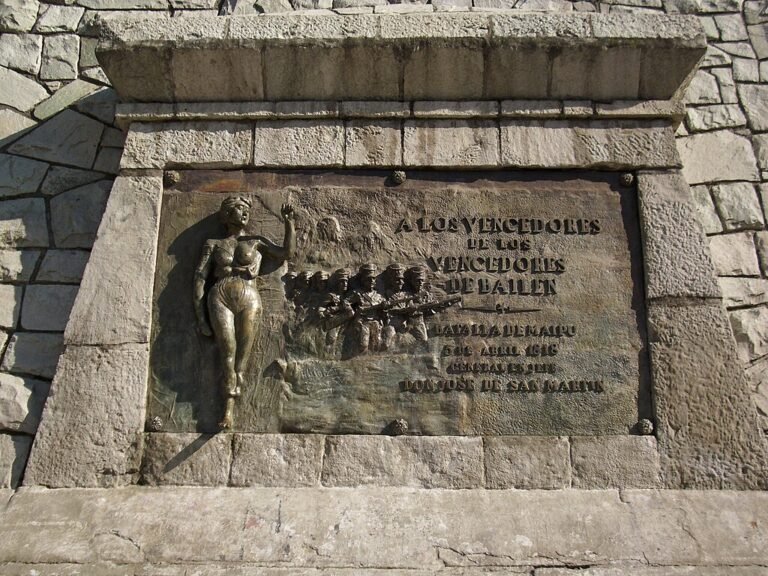 A LOS VENCEDORES
DE LOS
VENCEDORES
DE BAILEN
BATALLA DE MAIPU
5 DE ABRIL 1818
GENERAL EN JEFE
DON JOSE DE SAN MARTIN